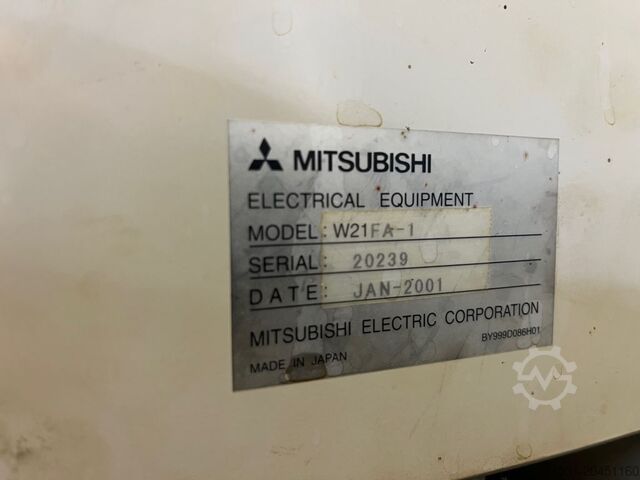 MITSUBISHI
ELECTRICAL EQUIPMENT
MODEL: W21FA-1
SERIAL: 20239
DATE: JAN-2001
MITSUBISHI ELECTRIC CORPORATION
BY999D086H01
MADE IN JAPAN